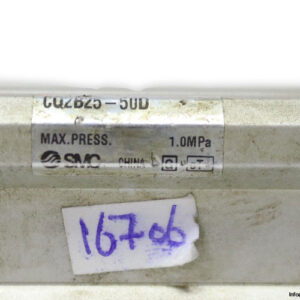 CQ2B25-50D
MAX.PRESS. 1.0MPa
SMC CHINA
16706